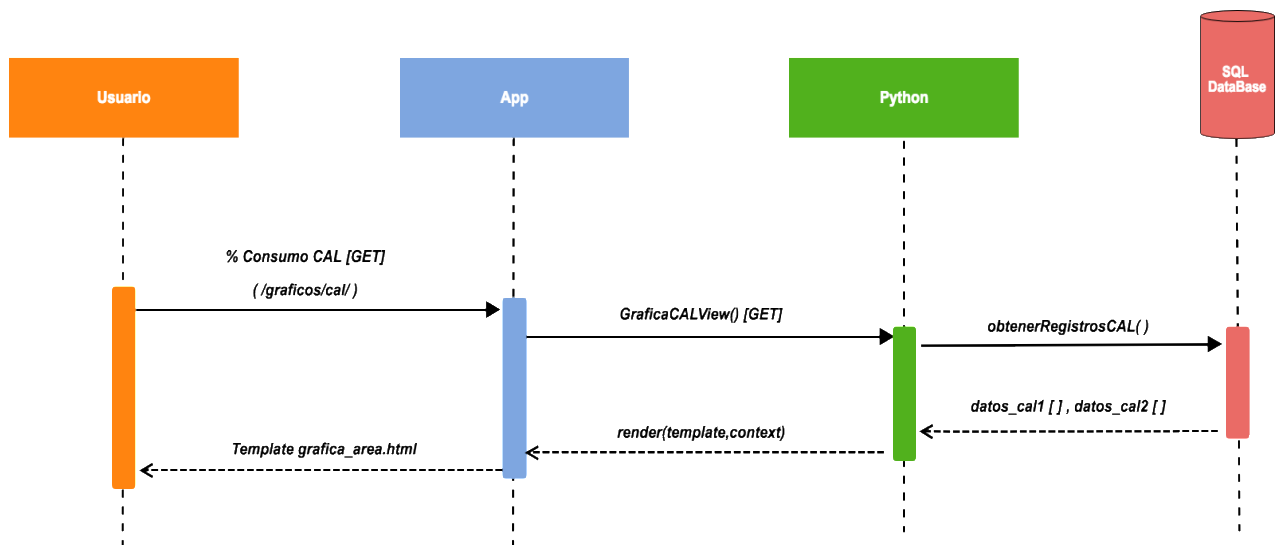 Usuario
App
Python
SQL
DataBase
% Consumo CAL [GET]
( /graficos/cal/ )
GraficaCALView() [GET]
obtenerRegistrosCAL( )
datos_cal1 [ ] , datos_cal2 [ ]
render(template,context)
Template grafica_area.html